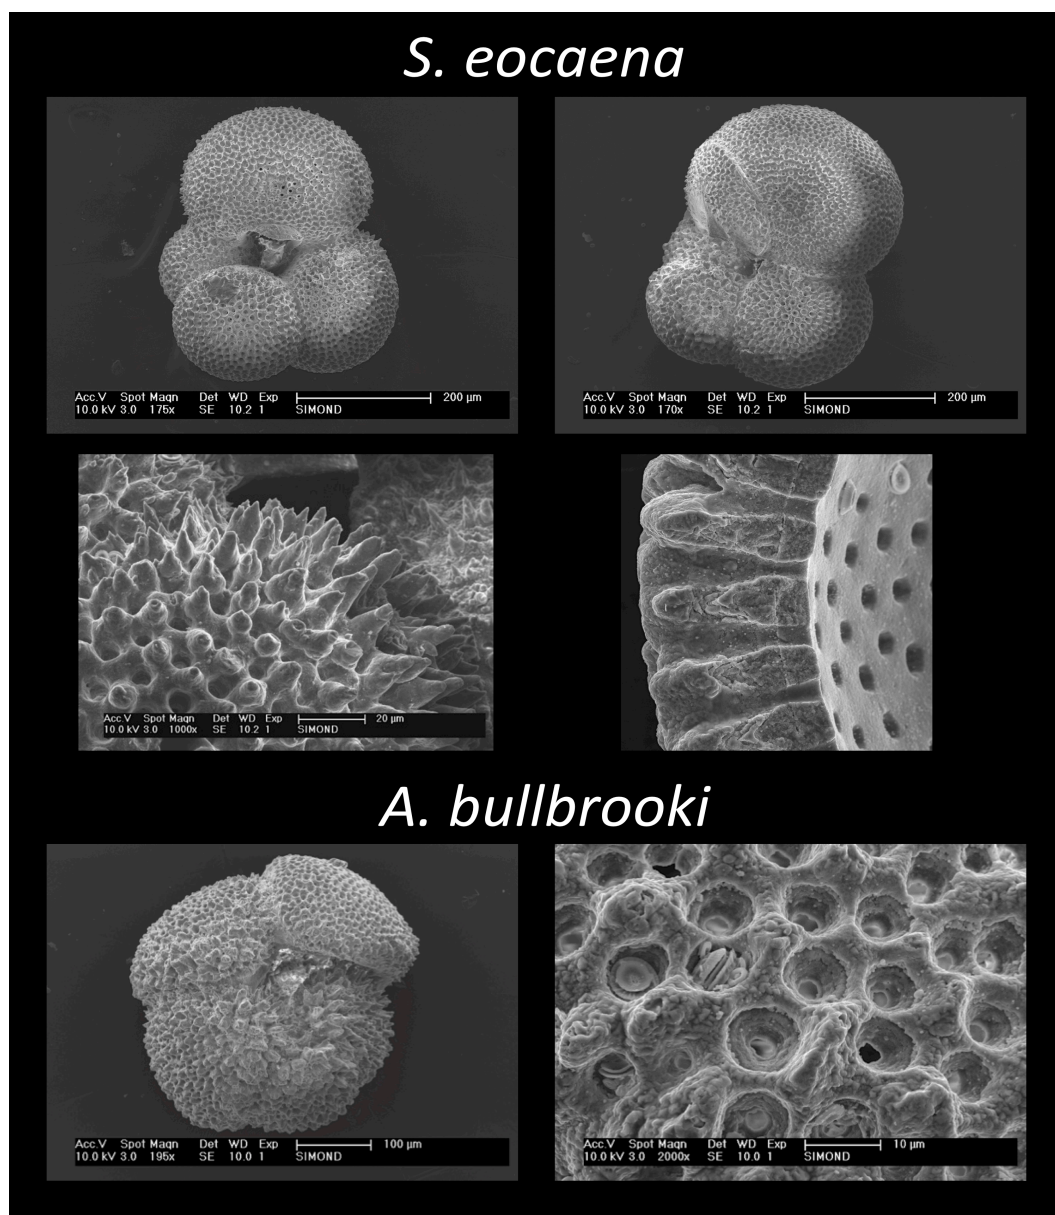 S. eocaena
Acc.V Spot Magn Det WD Exp 200 µm
10.0 kV 3.0 175x SE 10.2 1 SIMOND
Acc.V Spot Magn Det WD Exp 200 µm
10.0 kV 3.0 170x SE 10.2 1 SIMOND
Acc.V Spot Magn Det WD Exp 20 µm
10.0 kV 3.0 1000x SE 10.2 1 SIMOND
A. bullbrooki
Acc.V Spot Magn Det WD Exp 100 µm
10.0 kV 3.0 195x SE 10.0 1 SIMOND
Acc.V Spot Magn Det WD Exp 10 µm
10.0 kV 3.0 2000x SE 10.0 1 SIMOND